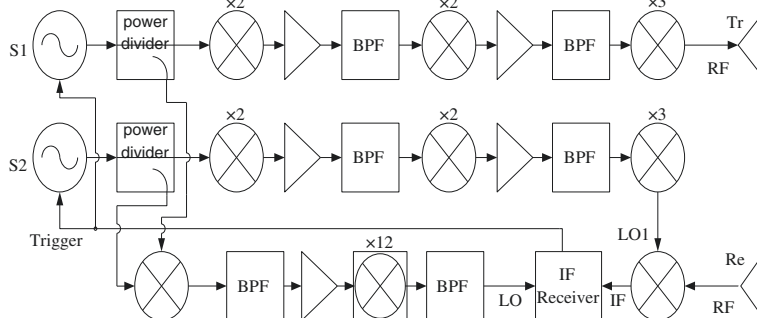 ×2 ×2 ×3
power divider
S1 BPF BPF Tr
RF
×2 ×2 ×3
power divider
S2 BPF BPF
Trigger LO1
×12
BPF BPF IF Receiver Re
LO IF RF